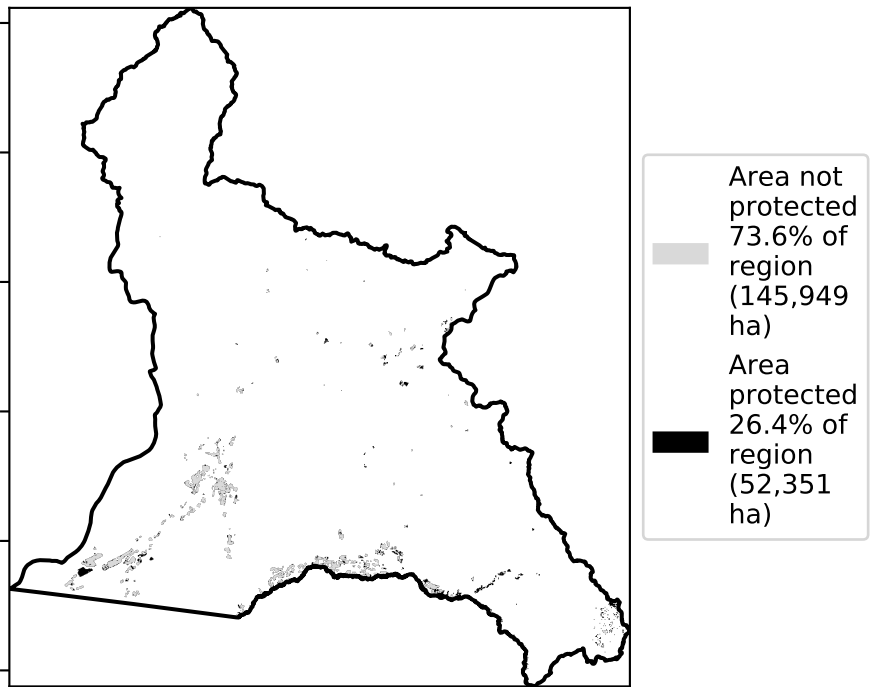 Area not
protected
73.6% of
region
(145,949
ha)
Area
protected
26.4% of
region
(52,351
ha)